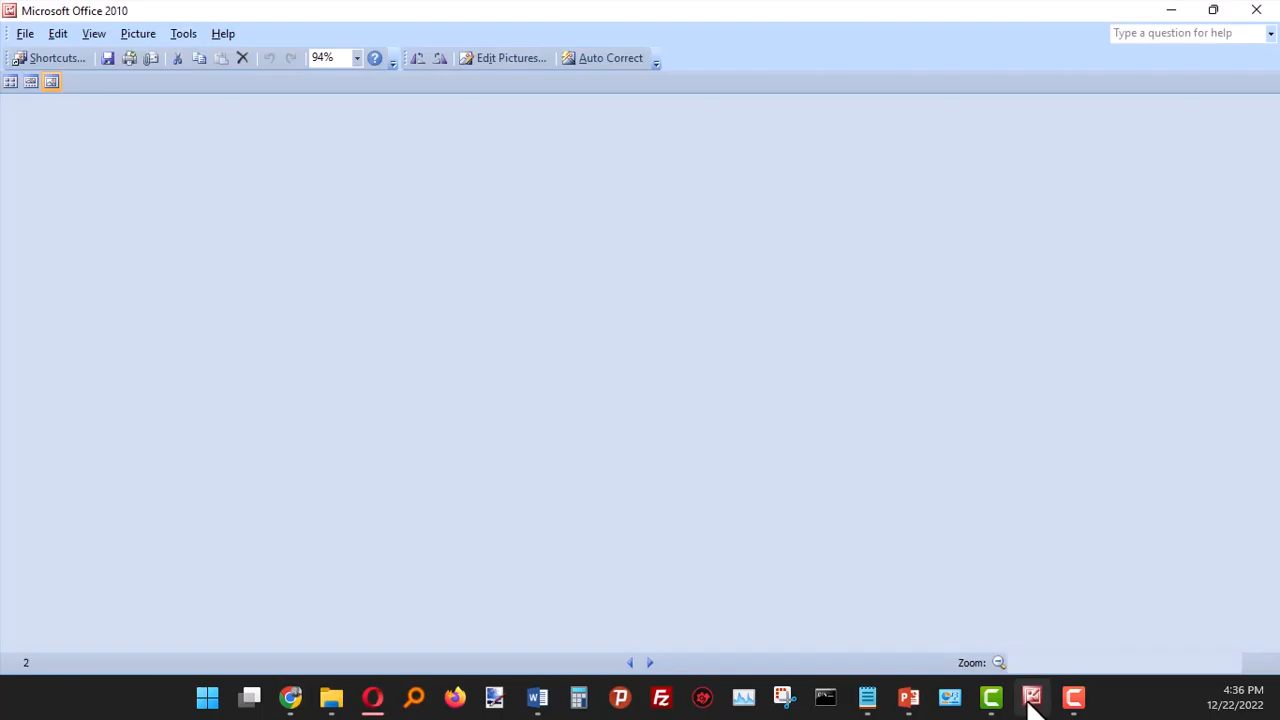 Microsoft Office 2010
File Edit View Picture Tools Help
Type a question for help
Shortcuts... 94% Edit Pictures... Auto Correct
2 Zoom:
4:36 PM
12/22/2022